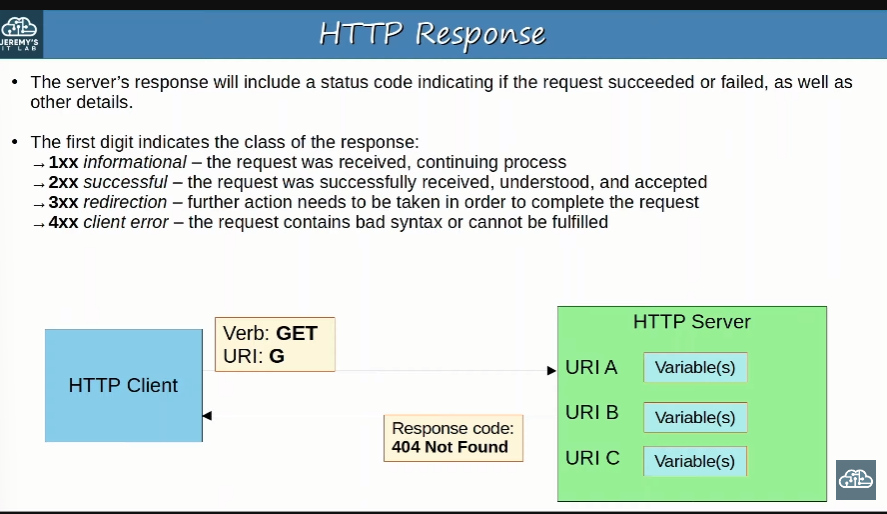 JEREMY'S
IT LAB
HTTP Response
• The server's response will include a status code indicating if the request succeeded or failed, as well as
other details.
• The first digit indicates the class of the response:
→1xx informational – the request was received, continuing process
→2xx successful – the request was successfully received, understood, and accepted
→3xx redirection – further action needs to be taken in order to complete the request
→4xx client error – the request contains bad syntax or cannot be fulfilled
Verb: GET
URI: G
HTTP Client
Response code:
404 Not Found
HTTP Server
URI A Variable(s)
URI B Variable(s)
URI C Variable(s)